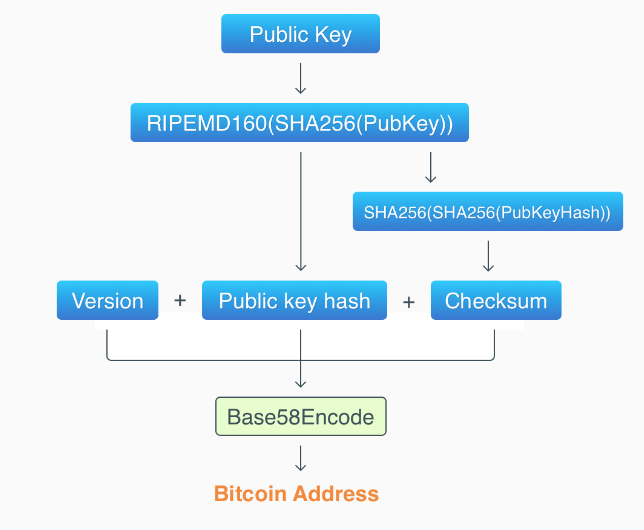 Public Key
RIPEMD160(SHA256(PubKey))
SHA256(SHA256(PubKeyHash))
Version + Public key hash + Checksum
Base58Encode
Bitcoin Address